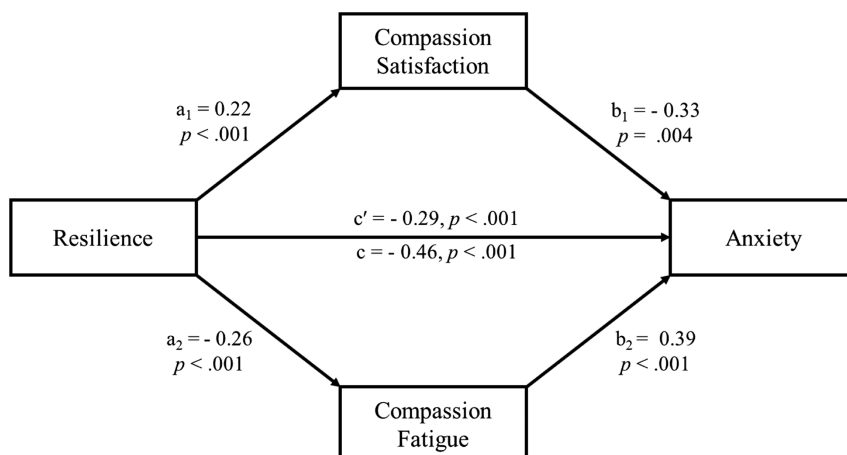 Compassion
Satisfaction
a₁ = 0.22
p < .001
b₁ = - 0.33
p = .004
Resilience
c′ = - 0.29, p < .001
c = - 0.46, p < .001
Anxiety
a₂ = - 0.26
p < .001
b₂ = 0.39
p < .001
Compassion
Fatigue